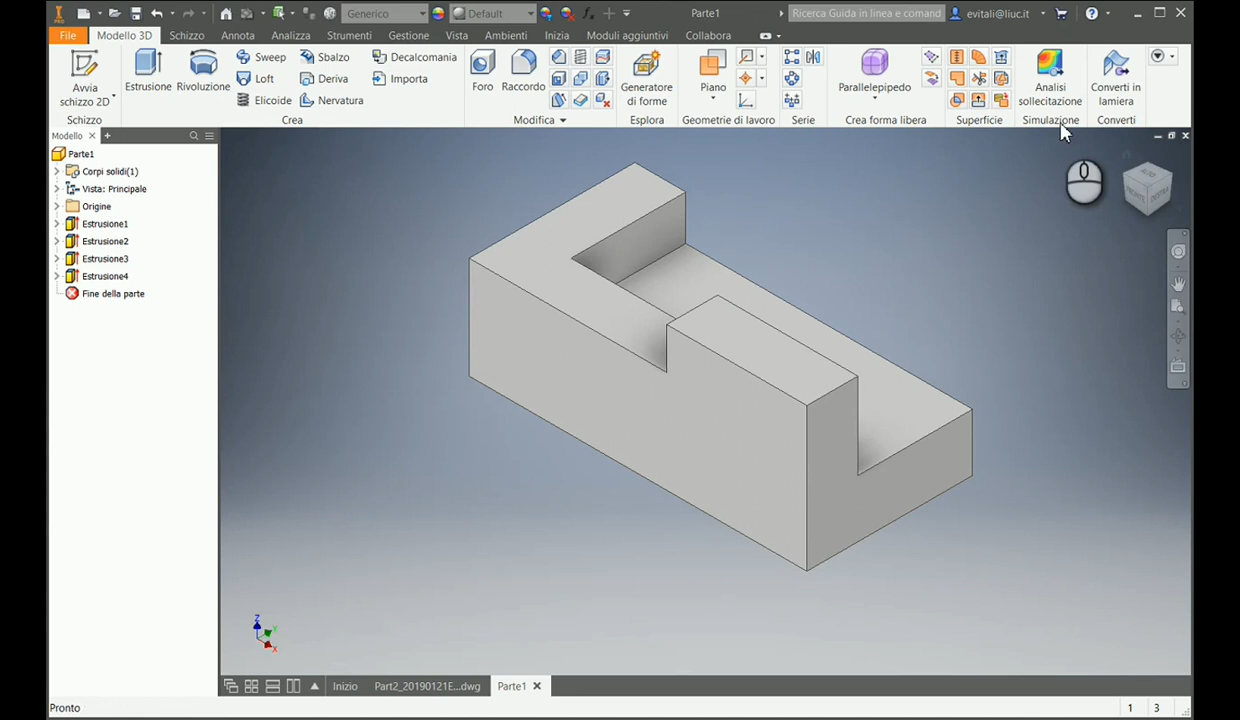 PRO
Generico
Default
Parte1
Ricerca Guida in linea e comand
evitali@liuc.it
File
Modello 3D
Schizzo
Annota
Analizza
Strumenti
Gestione
Vista
Ambienti
Inizia
Moduli aggiuntivi
Collabora
Avvia
schizzo 2D
Estrusione
Rivoluzione
Sweep
Loft
Elicoide
Sbalzo
Deriva
Nervatura
Decalcomania
Importa
Foro
Raccordo
Generatore
di forme
Piano
Parallelepipedo
Analisi
sollecitazione
Converti in
lamiera
Schizzo
Crea
Modifica
Esplora
Geometrie di lavoro
Serie
Crea forma libera
Superficie
Simulazione
Converti
Modello
Parte1
Corpi solidi(1)
Vista: Principale
Origine
Estrusione1
Estrusione2
Estrusione3
Estrusione4
Fine della parte
0
Z
Y
X
Inizio
Part2_20190121E...dwg
Parte1
Pronto
1
3